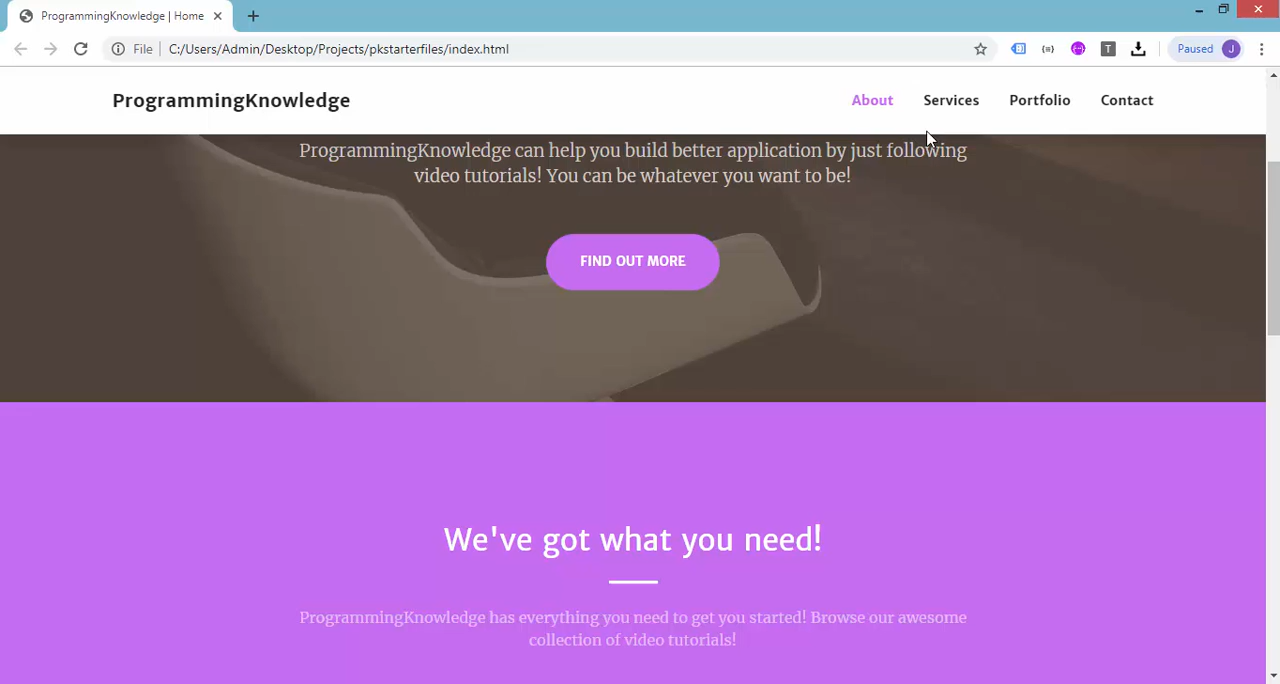 ProgrammingKnowledge | Home
File C:/Users/Admin/Desktop/Projects/pkstarterfiles/index.html
T
Paused J
ProgrammingKnowledge About Services Portfolio Contact
ProgrammingKnowledge can help you build better application by just following
video tutorials! You can be whatever you want to be!
FIND OUT MORE
We've got what you need!
ProgrammingKnowledge has everything you need to get you started! Browse our awesome
collection of video tutorials!